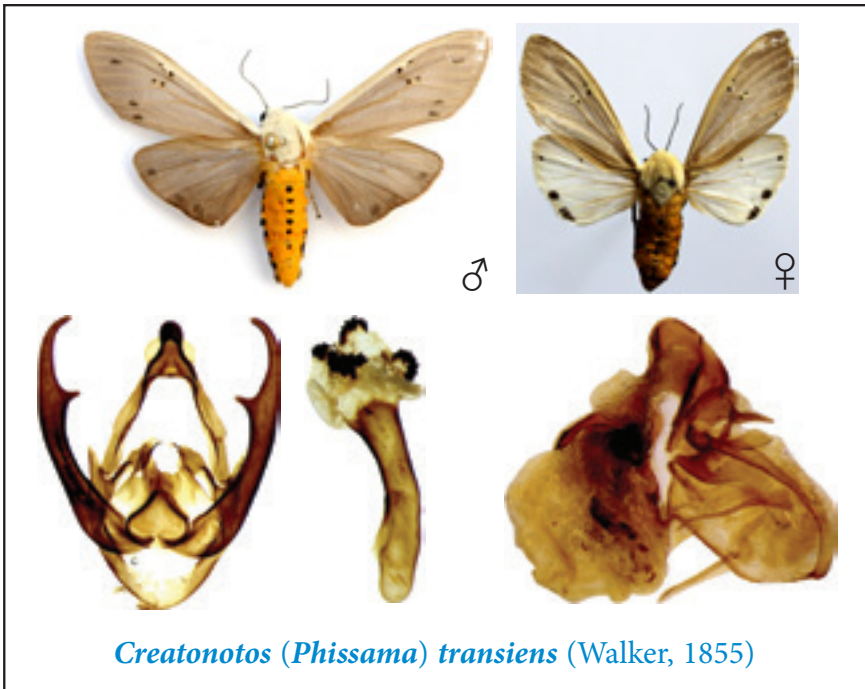 ♂
♀
Creatonotos (Phissama) transiens (Walker, 1855)